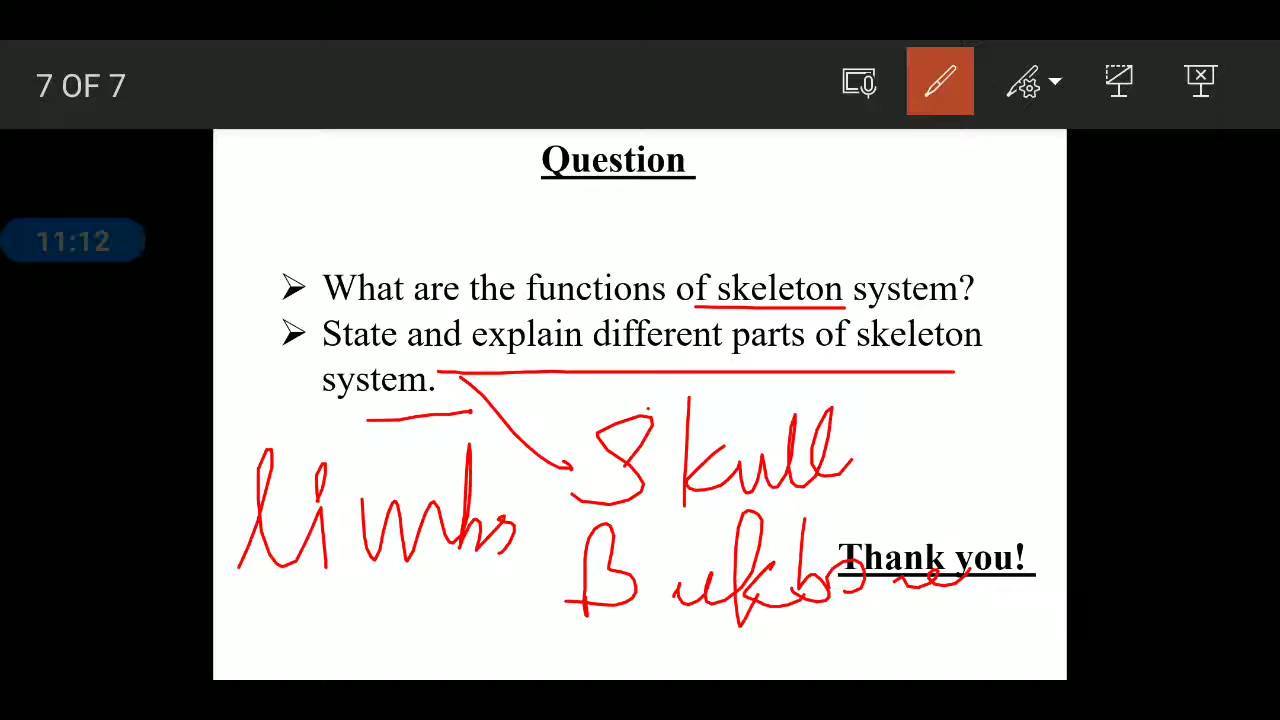 7 OF 7
11:12
Question
➢ What are the functions of skeleton system?
➢ State and explain different parts of skeleton
system.
Skull
limbs
Backbone
Thank you!